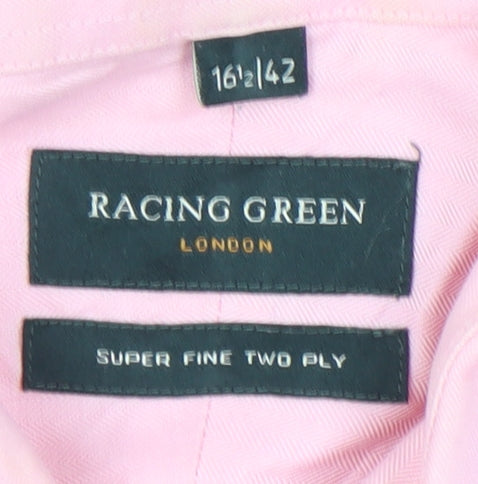 16½/42
RACING GREEN
LONDON
SUPER FINE TWO PLY